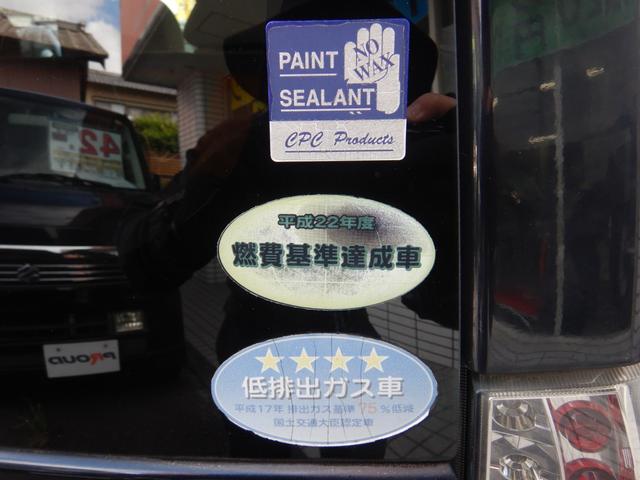 PAINT
NO WAX
SEALANT
CPC Products
平成22年度
燃費基準達成車
低排出ガス車
平成17年 排出ガス基準 75%低減
国土交通大臣認定車
42
PROUD